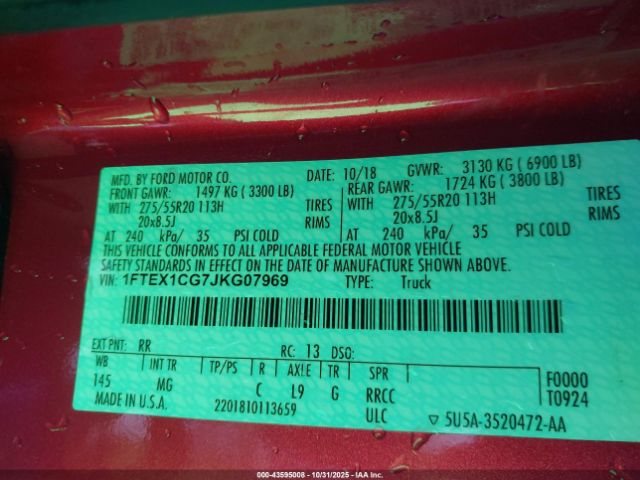 MFD. BY FORD MOTOR CO. DATE: 10/18 GVWR: 3130 KG ( 6900 LB)
FRONT GAWR: 1497 KG ( 3300 LB) REAR GAWR: 1724 KG ( 3800 LB)
WITH 275/55R20 113H TIRES WITH 275/55R20 113H TIRES
20x8.5J RIMS 20x8.5J RIMS
AT 240 kPa/ 35 PSI COLD AT 240 kPa/ 35 PSI COLD
THIS VEHICLE CONFORMS TO ALL APPLICABLE FEDERAL MOTOR VEHICLE
SAFETY STANDARDS IN EFFECT ON THE DATE OF MANUFACTURE SHOWN ABOVE.
VIN: 1FTEX1CG7JKG07969 TYPE: Truck
EXT PNT: RR RC: 13 DSO:
WB INT TR TP/PS R AXLE TR SPR F0000
145 MG C L9 G RRCC T0924
MADE IN U.S.A. 2201810113659 ULC ▽ 5U5A-3520472-AA
000-43595008 - 10/31/2025 - IAA Inc.